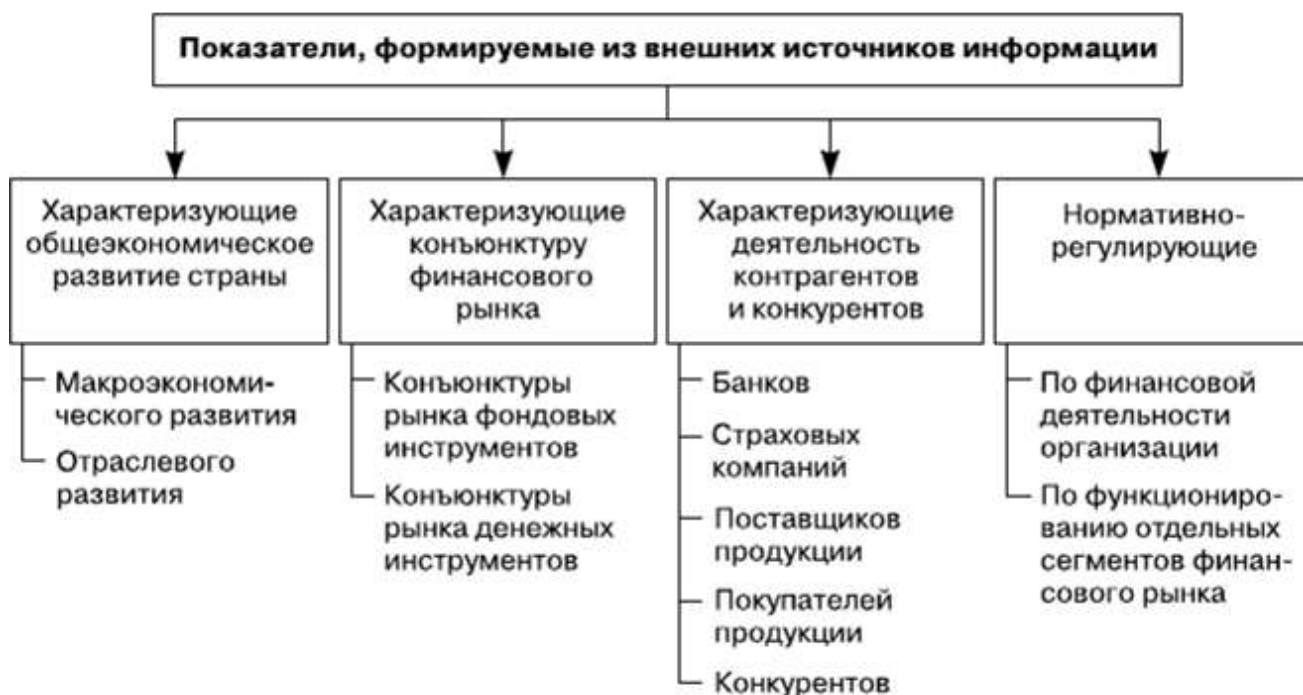 Показатели, формируемые из внешних источников информации
Характеризующие
общеэкономическое
развитие страны
Макроэкономи-
ческого развития
Отраслевого
развития
Характеризующие
конъюнктуру
финансового
рынка
Конъюнктуры
рынка фондовых
инструментов
Конъюнктуры
рынка денежных
инструментов
Характеризующие
деятельность
контрагентов
и конкурентов
Банков
Страховых
компаний
Поставщиков
продукции
Покупателей
продукции
Конкурентов
Нормативно-
регулирующие
По финансовой
деятельности
организации
По функциониро-
ванию отдельных
сегментов финан-
сового рынка